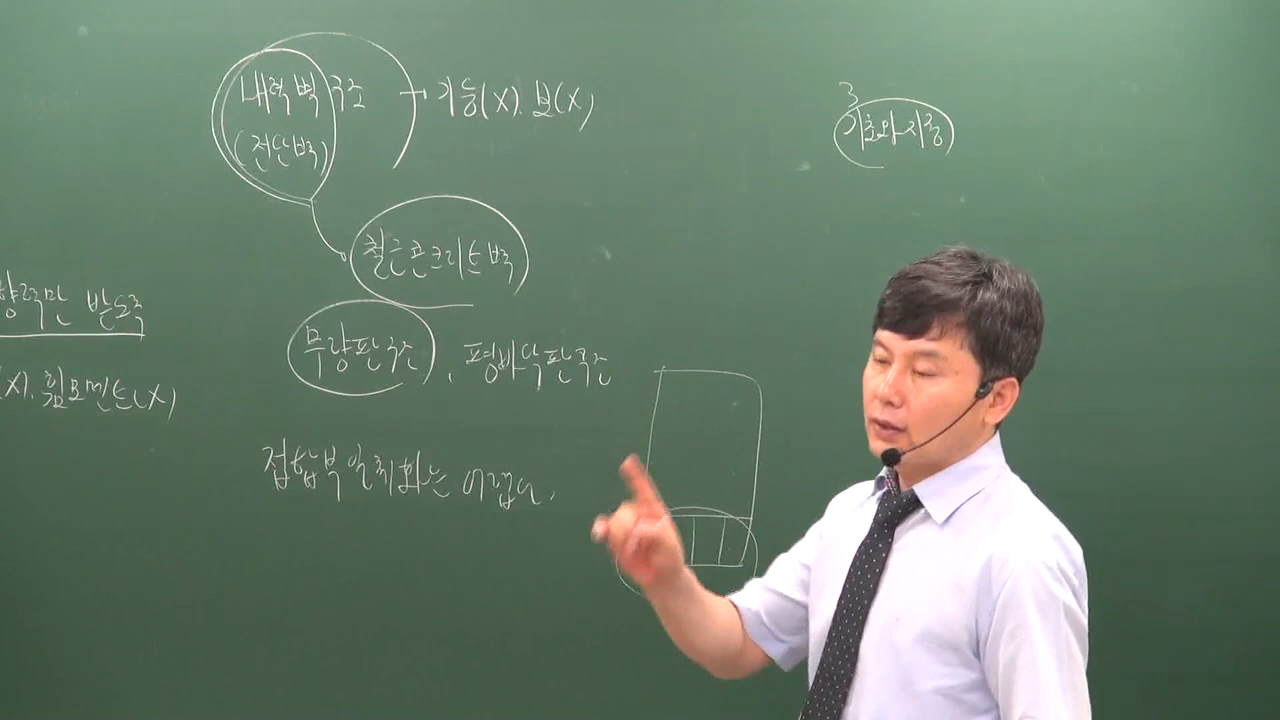 내력벽 구조 → 기둥(X). 보(X)
(전단벽)
철근콘크리트벽
향력만 받도록
(X). 휨모멘트(X)
무량판구조, 평바닥판구조
접합부 일체화는 어렵다.
3
기초와 지중